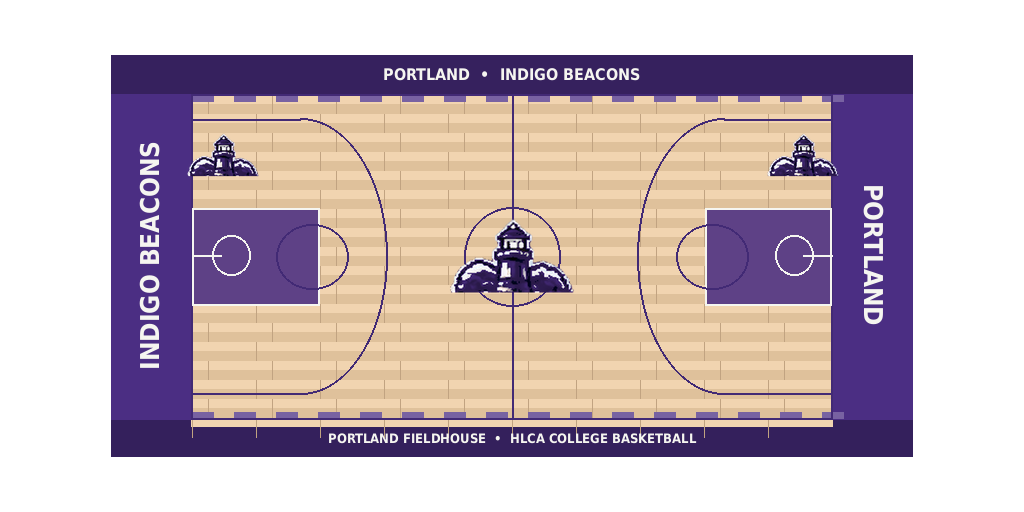 PORTLAND • INDIGO BEACONS
INDIGO BEACONS
PORTLAND
PORTLAND FIELDHOUSE • HLCA COLLEGE BASKETBALL